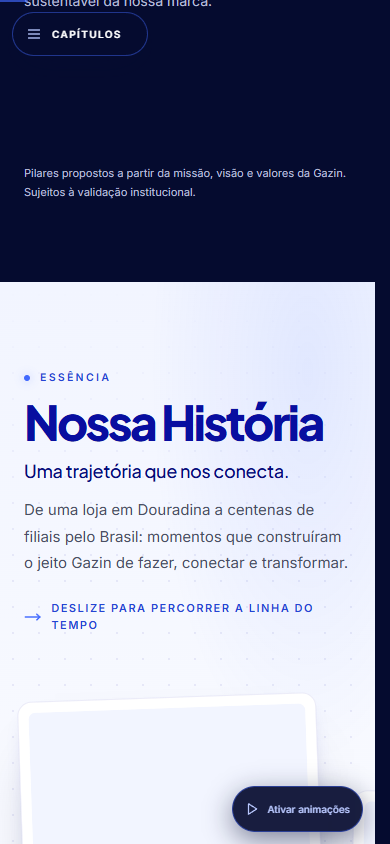 sustentável da nossa marca.
CAPÍTULOS
Pilares propostos a partir da missão, visão e valores da Gazin.
Sujeitos à validação institucional.
ESSÊNCIA
Nossa História
Uma trajetória que nos conecta.
De uma loja em Douradina a centenas de
filiais pelo Brasil: momentos que construíram
o jeito Gazin de fazer, conectar e transformar.
DESLIZE PARA PERCORRER A LINHA DO
TEMPO
Ativar animações